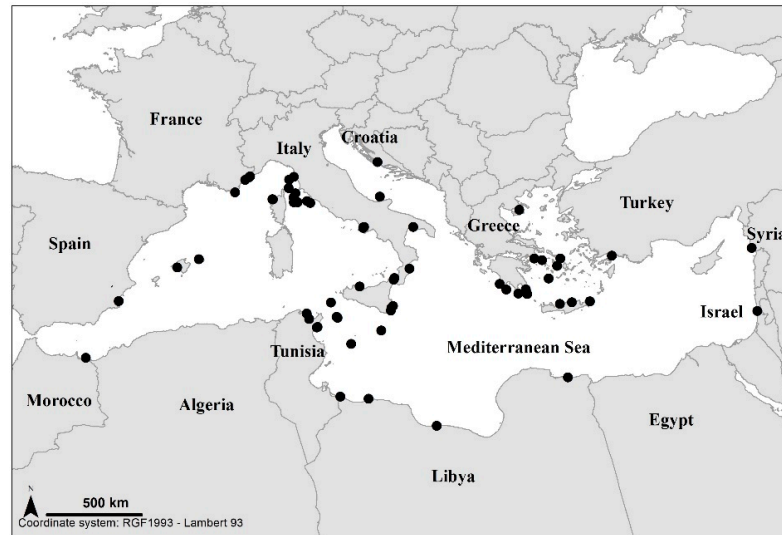 France
Croatia
Italy
Turkey
Greece
Spain
Syria
Israel
Tunisia
Mediterranean Sea
Morocco
Algeria
Egypt
Libya
N
500 km
Coordinate system: RGF1993 - Lambert 93